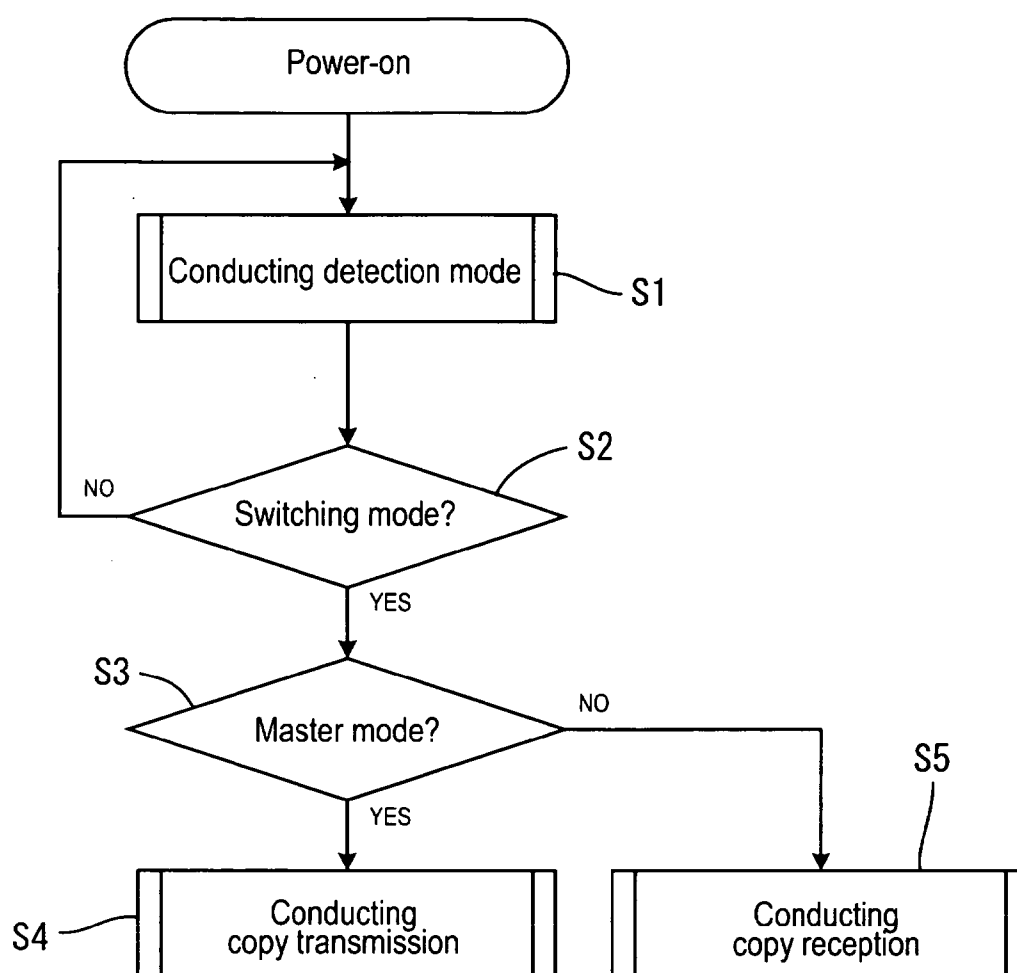 Power-on
Conducting detection mode
S1
S2
Switching mode?
NO
YES
S3
Master mode?
NO
YES
S5
S4
Conducting
copy transmission
Conducting
copy reception